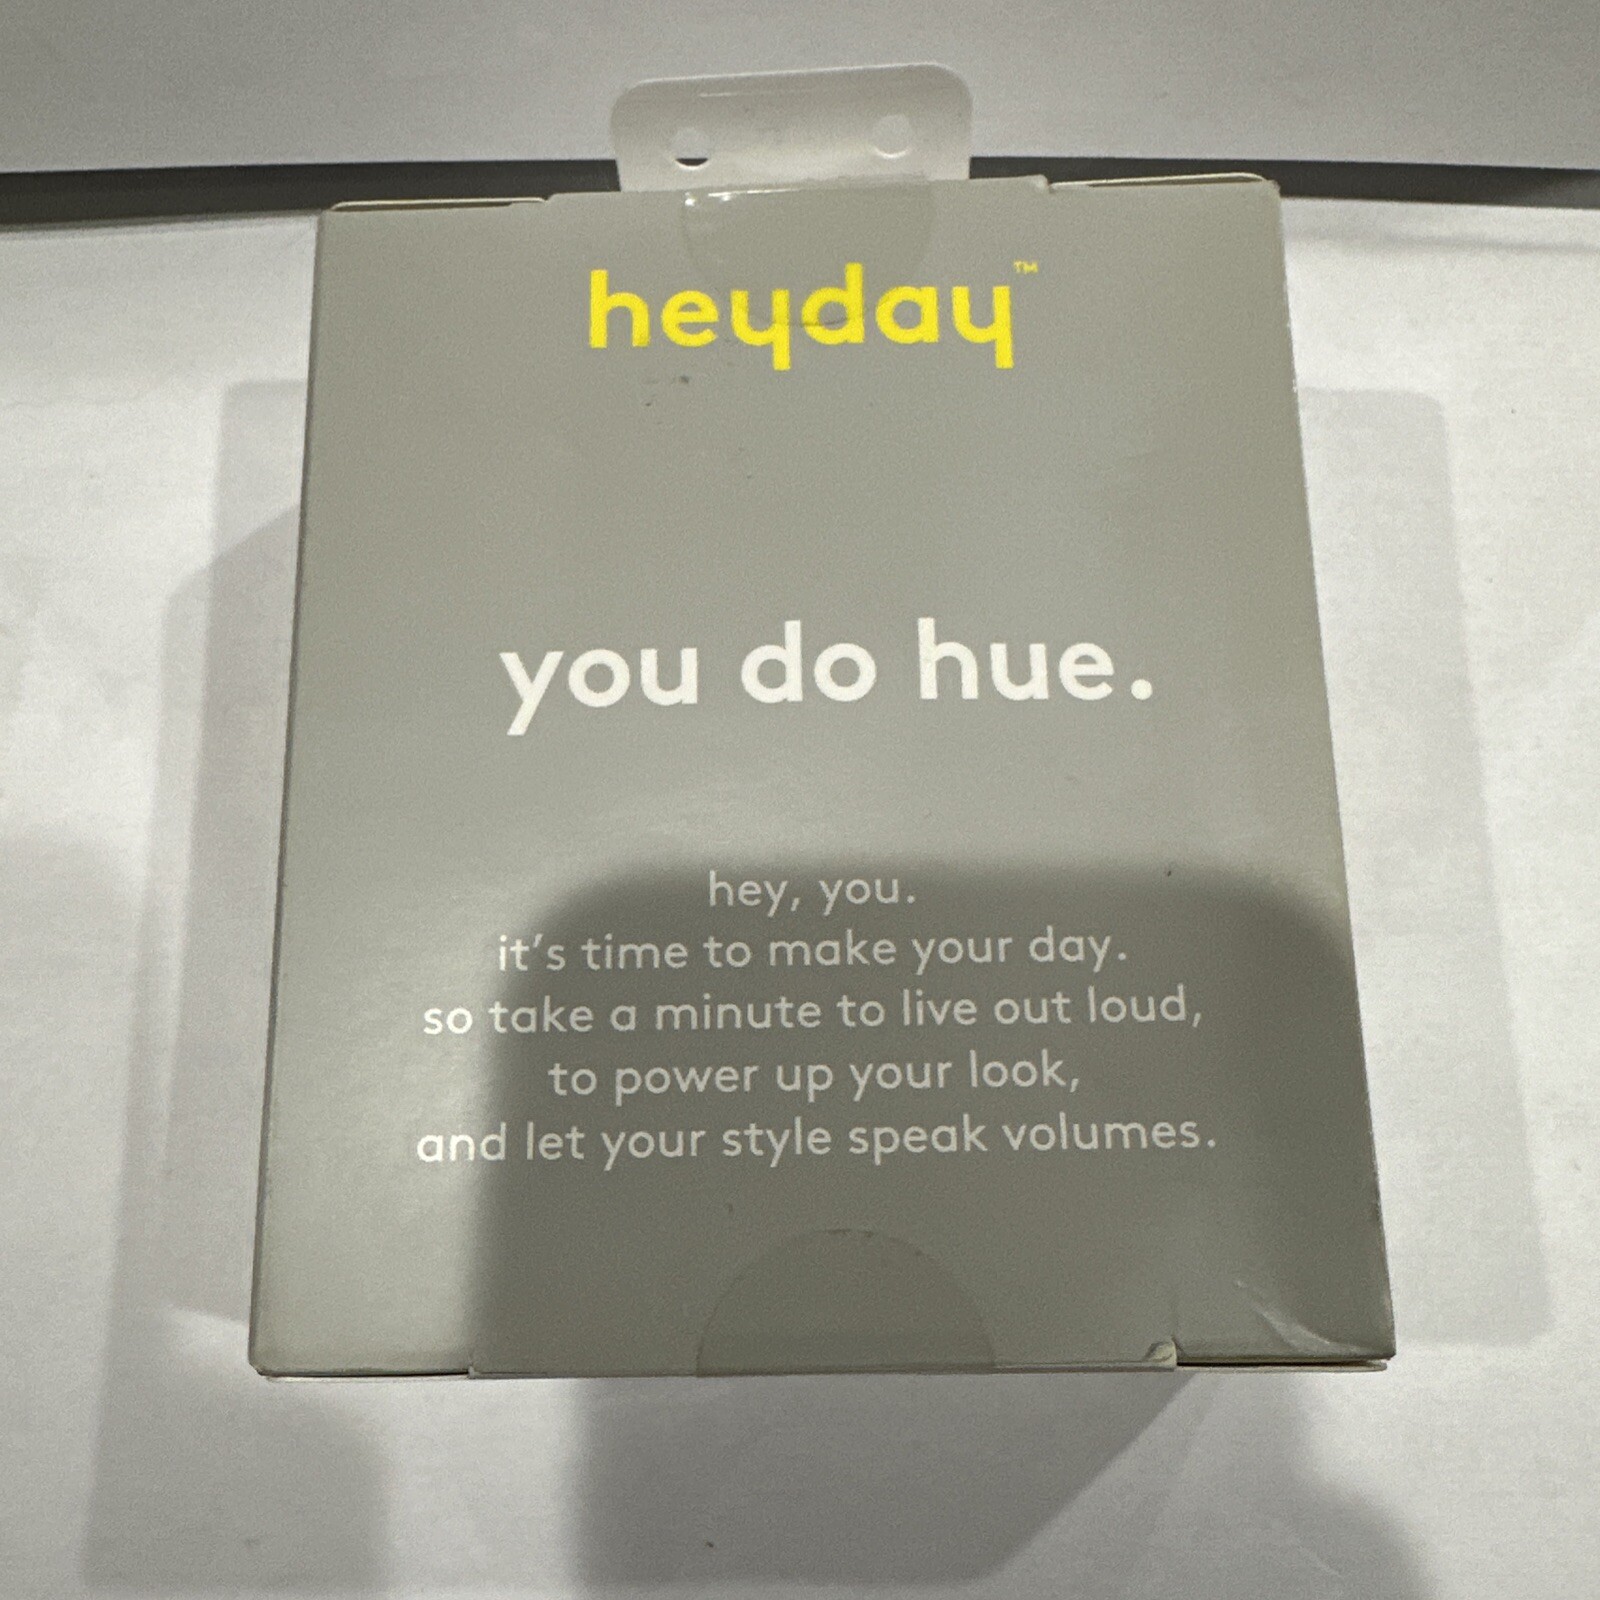 heyday™
you do hue.
hey, you.
it's time to make your day.
so take a minute to live out loud,
to power up your look,
and let your style speak volumes.